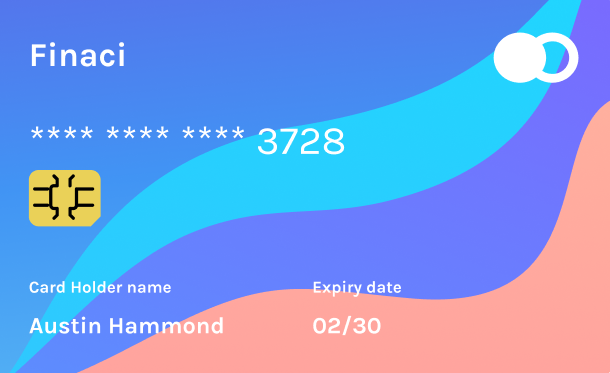 Finaci
**** **** **** 3728
Card Holder name Expiry date
Austin Hammond 02/30